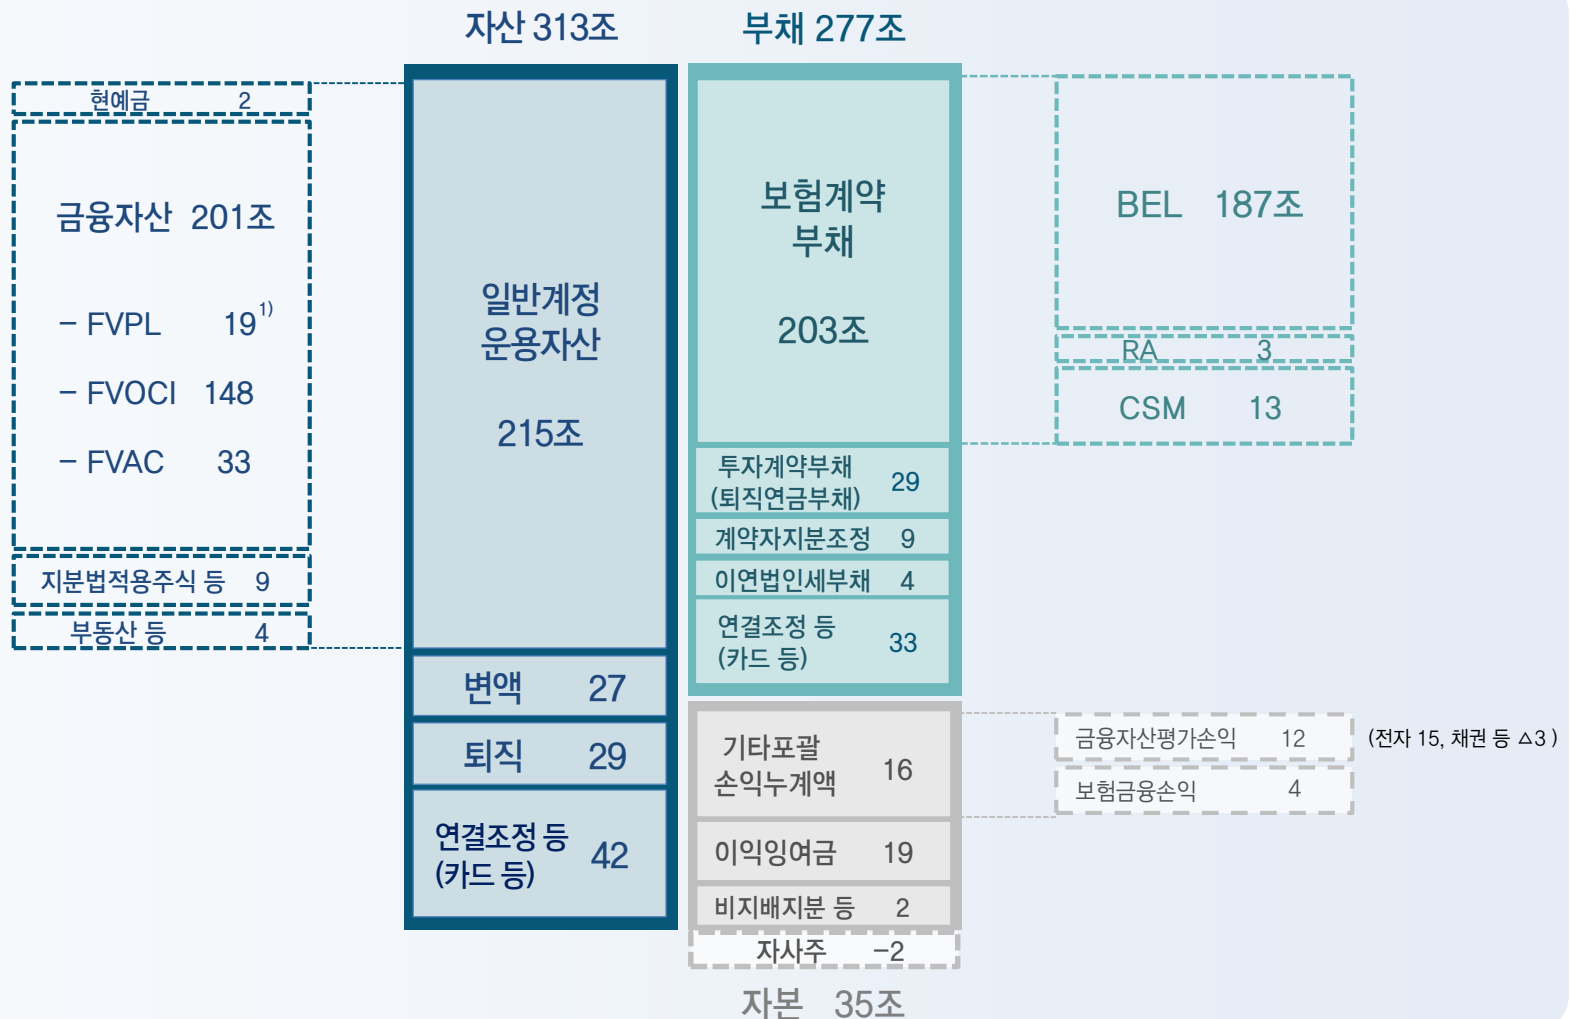 자산 313조
부채 277조
현예금 2
금융자산 201조
– FVPL 19¹⁾
– FVOCI 148
– FVAC 33
지분법적용주식 등 9
부동산 등 4
일반계정
운용자산
215조
변액 27
퇴직 29
연결조정 등
(카드 등) 42
보험계약
부채
203조
투자계약부채
(퇴직연금부채) 29
계약자지분조정 9
이연법인세부채 4
연결조정 등
(카드 등) 33
BEL 187조
RA 3
CSM 13
기타포괄
손익누계액 16
이익잉여금 19
비지배지분 등 2
자사주 −2
자본 35조
금융자산평가손익 12 (전자 15, 채권 등 △3 )
보험금융손익 4